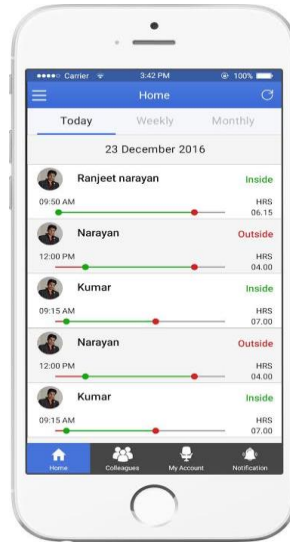 Carrier 3:42 PM 100%
Home
Today Weekly Monthly
23 December 2016
Ranjeet narayan Inside
09:50 AM HRS
06.15
Narayan Outside
12:00 PM HRS
04.00
Kumar Inside
09:15 AM HRS
07.00
Narayan Outside
12:00 PM HRS
04.00
Kumar Inside
09:15 AM HRS
07.00
Home Colleagues My Account Notification